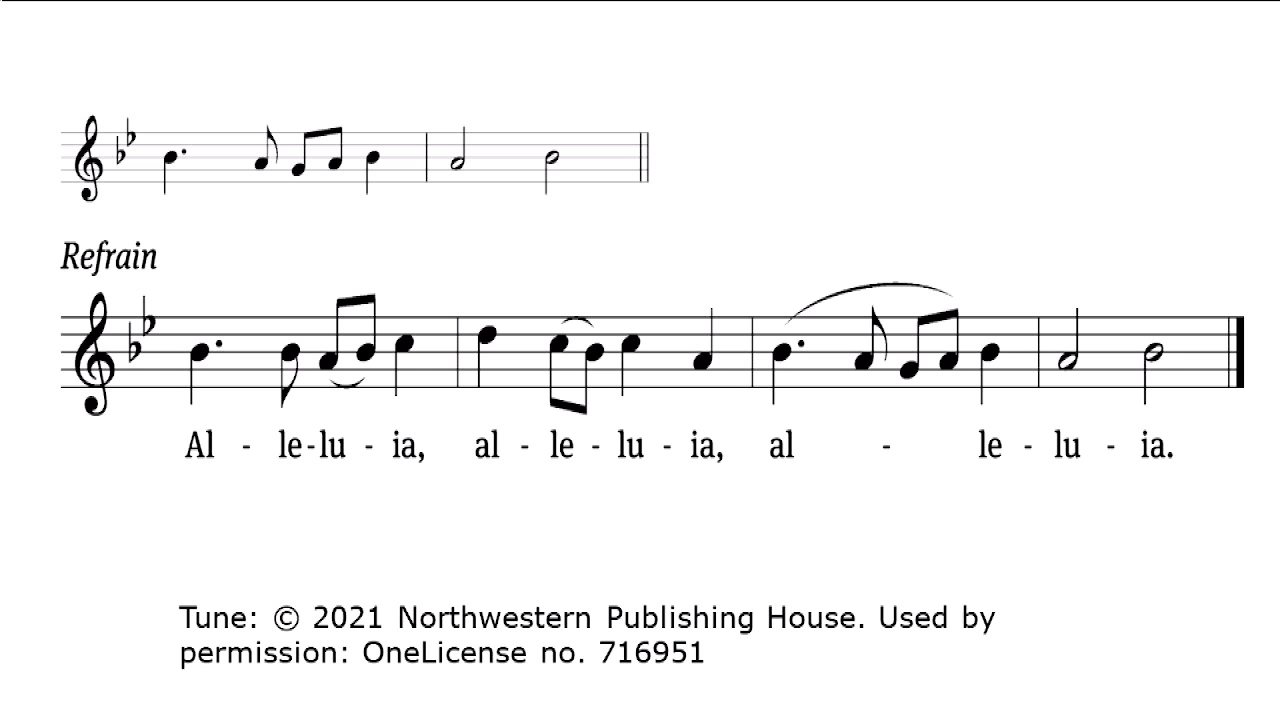 Refrain
Al - le-lu - ia, al - le - lu - ia, al - le - lu - ia.
Tune: © 2021 Northwestern Publishing House. Used by
permission: OneLicense no. 716951